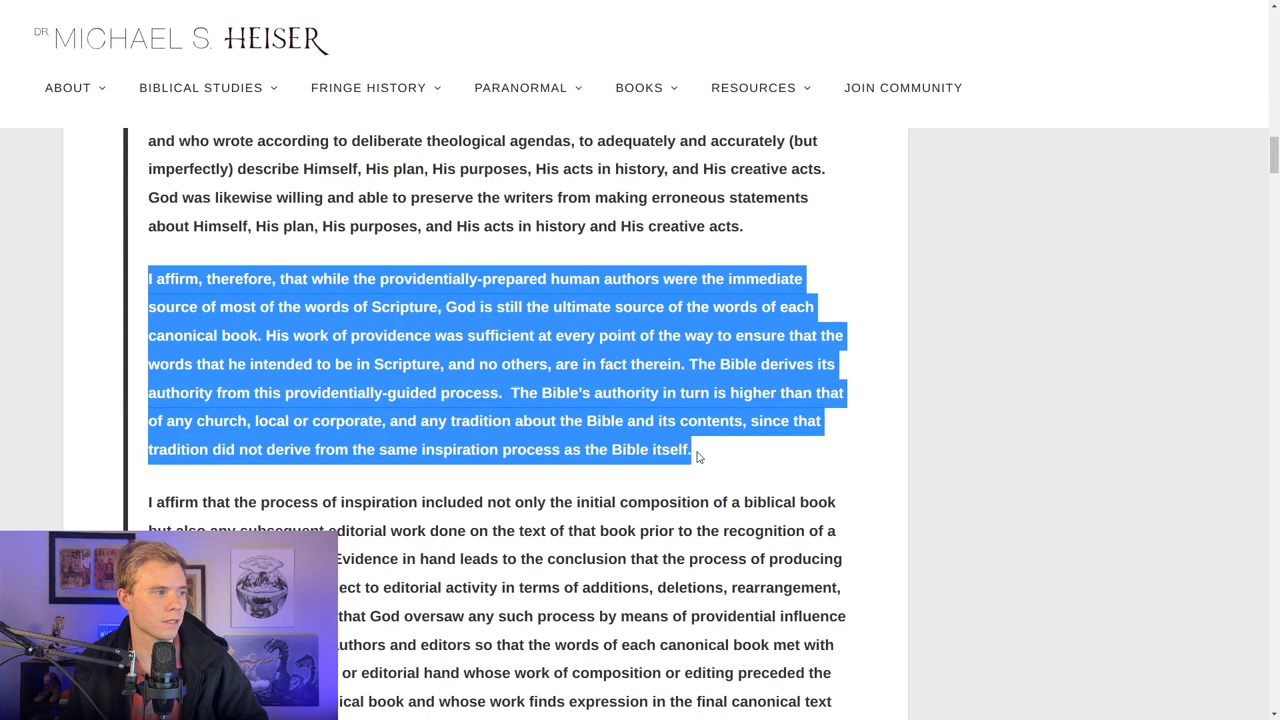 DR. MICHAEL S. HEISER
ABOUT BIBLICAL STUDIES FRINGE HISTORY PARANORMAL BOOKS RESOURCES JOIN COMMUNITY
and who wrote according to deliberate theological agendas, to adequately and accurately (but
imperfectly) describe Himself, His plan, His purposes, His acts in history, and His creative acts.
God was likewise willing and able to preserve the writers from making erroneous statements
about Himself, His plan, His purposes, and His acts in history and His creative acts.
I affirm, therefore, that while the providentially-prepared human authors were the immediate
source of most of the words of Scripture, God is still the ultimate source of the words of each
canonical book. His work of providence was sufficient at every point of the way to ensure that the
words that he intended to be in Scripture, and no others, are in fact therein. The Bible derives its
authority from this providentially-guided process.  The Bible’s authority in turn is higher than that
of any church, local or corporate, and any tradition about the Bible and its contents, since that
tradition did not derive from the same inspiration process as the Bible itself.
I affirm that the process of inspiration included not only the initial composition of a biblical book
but also any subsequent editorial work done on the text of that book prior to the recognition of a
Evidence in hand leads to the conclusion that the process of producing
ect to editorial activity in terms of additions, deletions, rearrangement,
that God oversaw any such process by means of providential influence
uthors and editors so that the words of each canonical book met with
or editorial hand whose work of composition or editing preceded the
ical book and whose work finds expression in the final canonical text